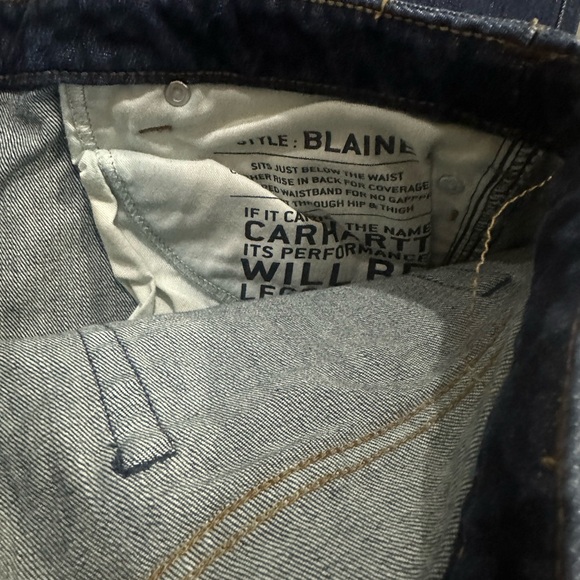 STYLE: BLAINE
SITS JUST BELOW THE WAIST
RISE IN BACK FOR COVERAGE
WAISTBAND FOR NO
THROUGH HIP & THIGH
IF IT THE NAME
CARHARTT
ITS PERFORMANCE
WILL BE